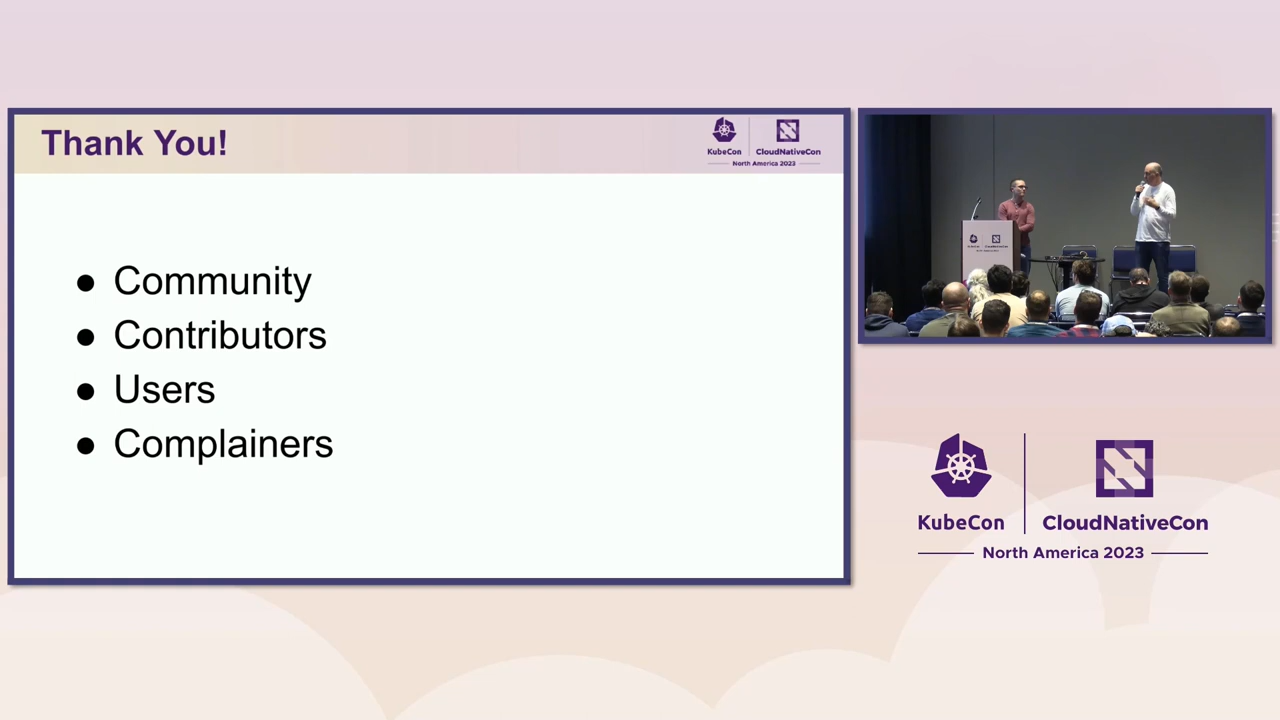 Thank You!
KubeCon
CloudNativeCon
North America 2023
● Community
● Contributors
● Users
● Complainers
KubeCon
CloudNativeCon
North America 2023